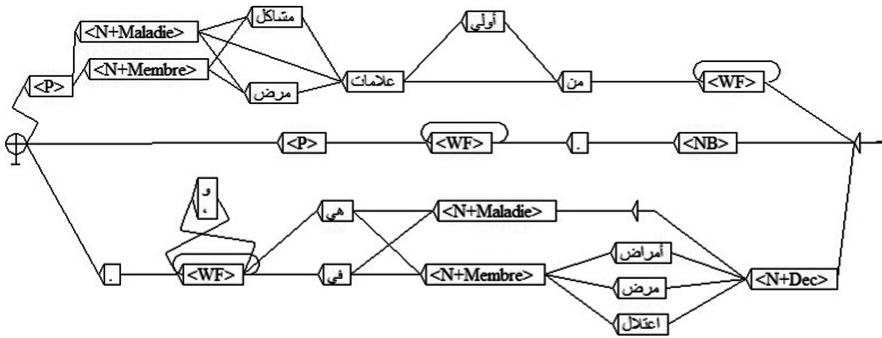 مشاكل
أولي
<N+Maladie>
<P>
<N+Membre>
علامات
من
<WF>
مرض
<P>
<WF>
.
<NB>
و
،
هي
<N+Maladie>
أمراض
.
<WF>
في
<N+Membre>
مرض
<N+Dec>
اعتلال